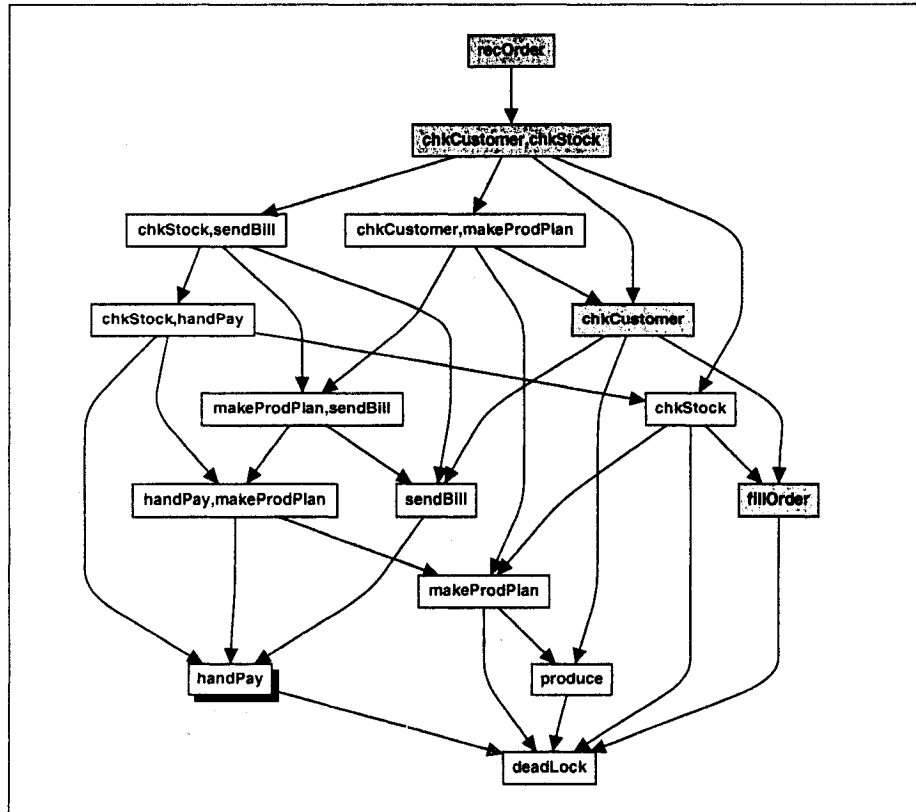 recOrder
chkCustomer,chkStock
chkStock,sendBill
chkCustomer,makeProdPlan
chkStock,handPay
chkCustomer
makeProdPlan,sendBill
chkStock
handPay,makeProdPlan
sendBill
fillOrder
makeProdPlan
handPay
produce
deadLock